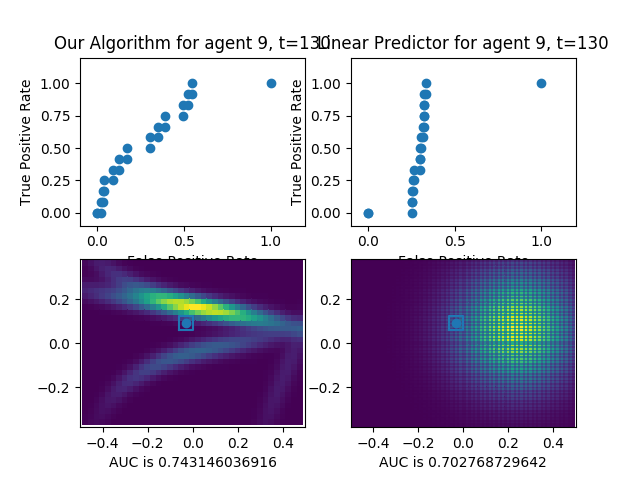 Our Algorithm for agent 9, t=130
Linear Predictor for agent 9, t=130
True Positive Rate
1.00
0.75
0.50
0.25
0.00
0.0 0.5 1.0
False Positive Rate
True Positive Rate
1.00
0.75
0.50
0.25
0.00
0.0 0.5 1.0
False Positive Rate
0.2
0.0
−0.2
−0.4 −0.2 0.0 0.2 0.4
AUC is 0.743146036916
0.2
0.0
−0.2
−0.4 −0.2 0.0 0.2 0.4
AUC is 0.702768729642